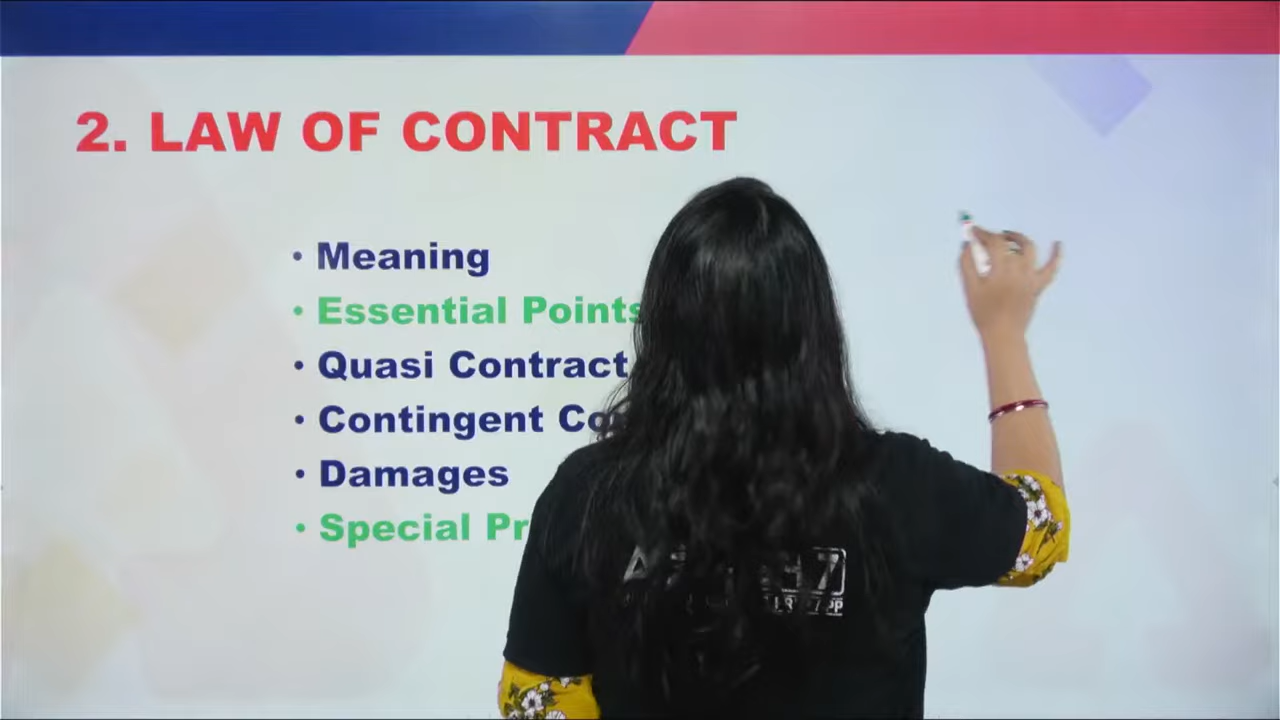 2. LAW OF CONTRACT
• Meaning
• Essential Points
• Quasi Contract
• Contingent
• Damages
• Special